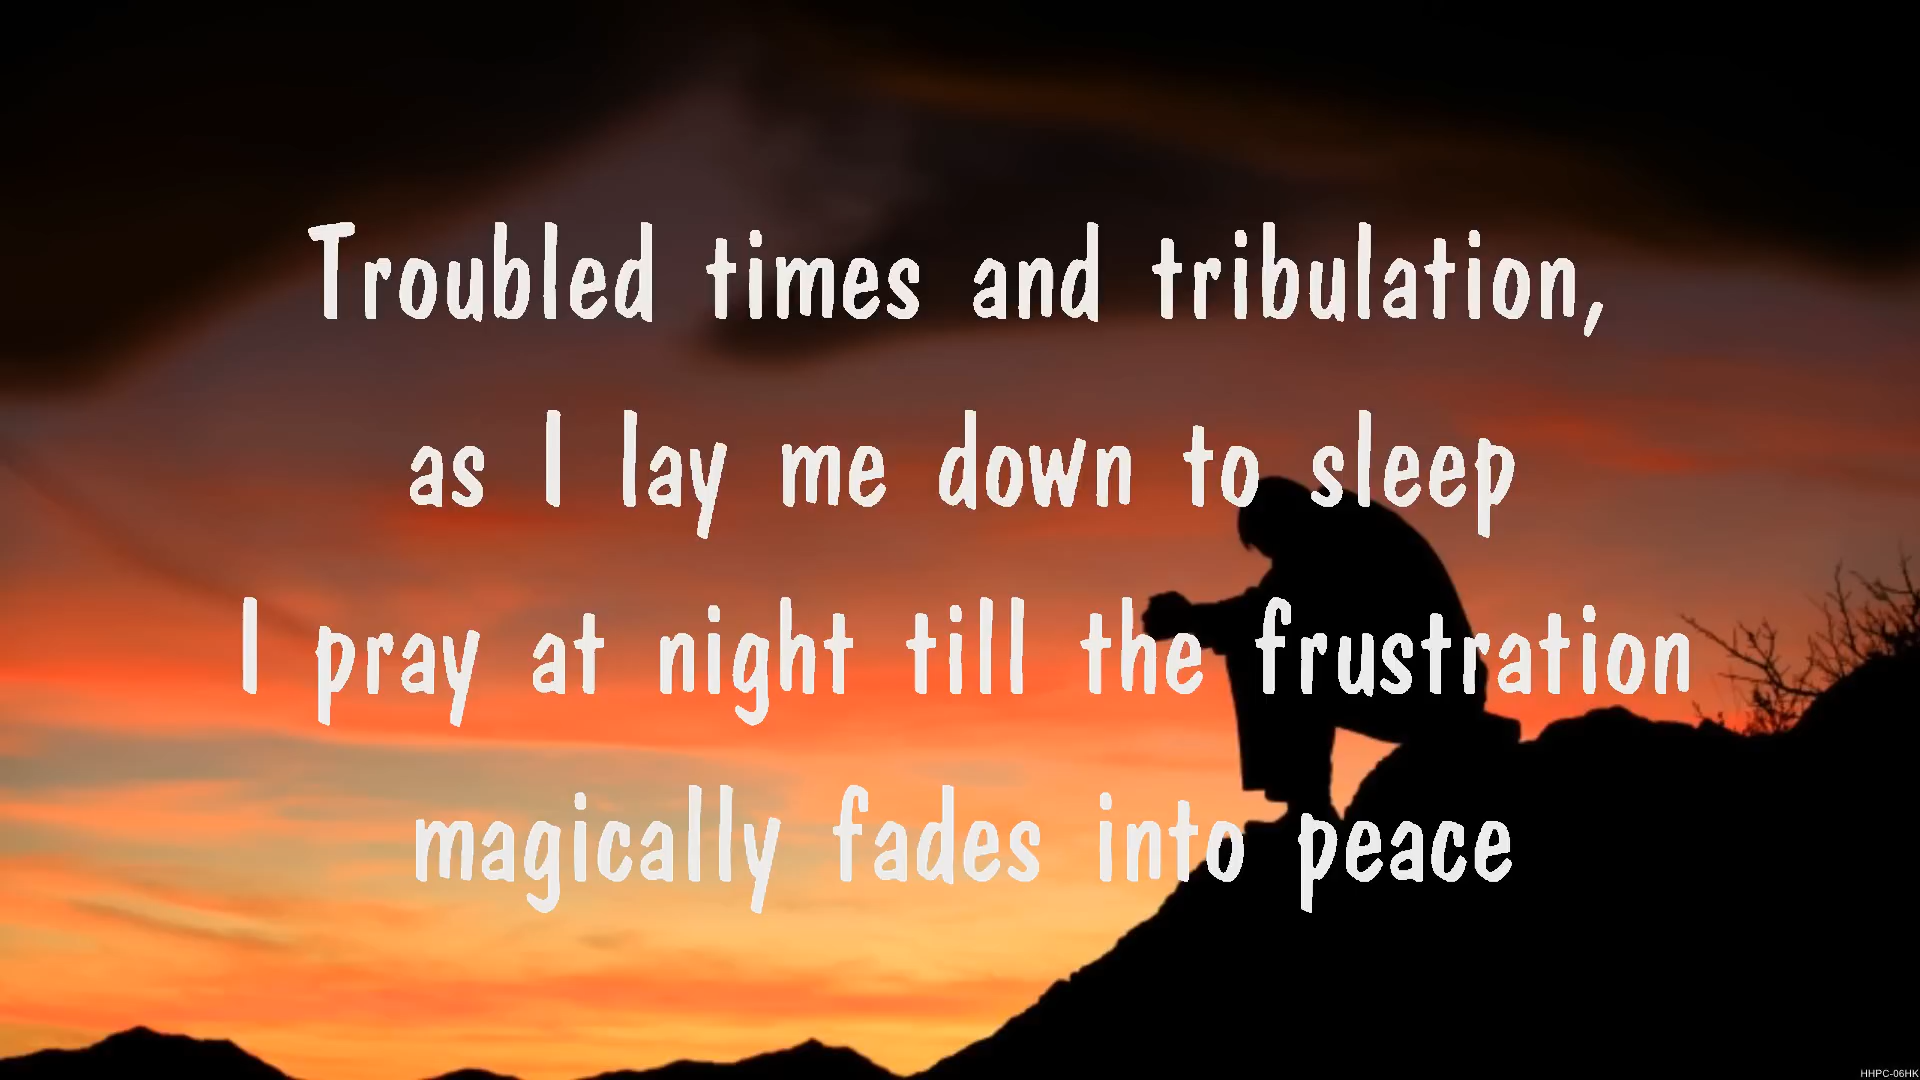 Troubled times and tribulation,
as I lay me down to sleep
I pray at night till the frustration
magically fades into peace
HHPC-06HK